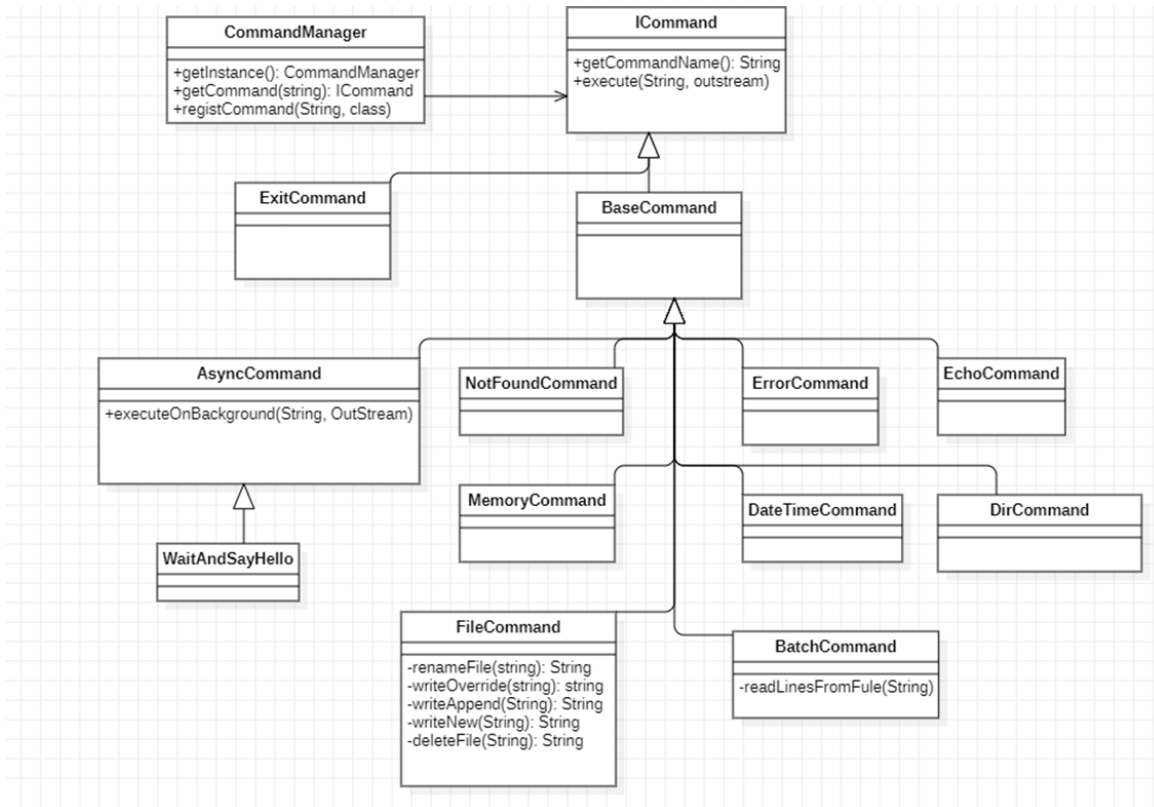 CommandManager
+getInstance(): CommandManager
+getCommand(string): ICommand
+registCommand(String, class)
ICommand
+getCommandName(): String
+execute(String, outstream)
ExitCommand
BaseCommand
AsyncCommand
+executeOnBackground(String, OutStream)
NotFoundCommand
ErrorCommand
EchoCommand
MemoryCommand
DateTimeCommand
DirCommand
WaitAndSayHello
FileCommand
-renameFile(string): String
-writeOverride(string): string
-writeAppend(String): String
-writeNew(String): String
-deleteFile(String): String
BatchCommand
-readLinesFromFule(String)